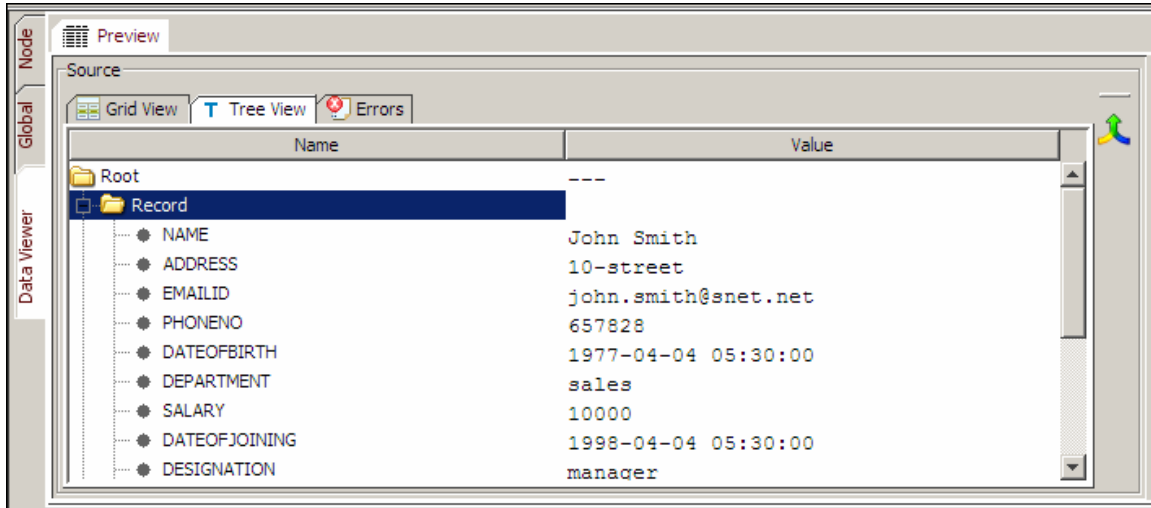 Node
Global
Data Viewer
Preview
Source
Grid View T Tree View Errors
Name Value
Root ---
Record
NAME John Smith
ADDRESS 10-street
EMAILID john.smith@snet.net
PHONENO 657828
DATEOFBIRTH 1977-04-04 05:30:00
DEPARTMENT sales
SALARY 10000
DATEOFJOINING 1998-04-04 05:30:00
DESIGNATION manager